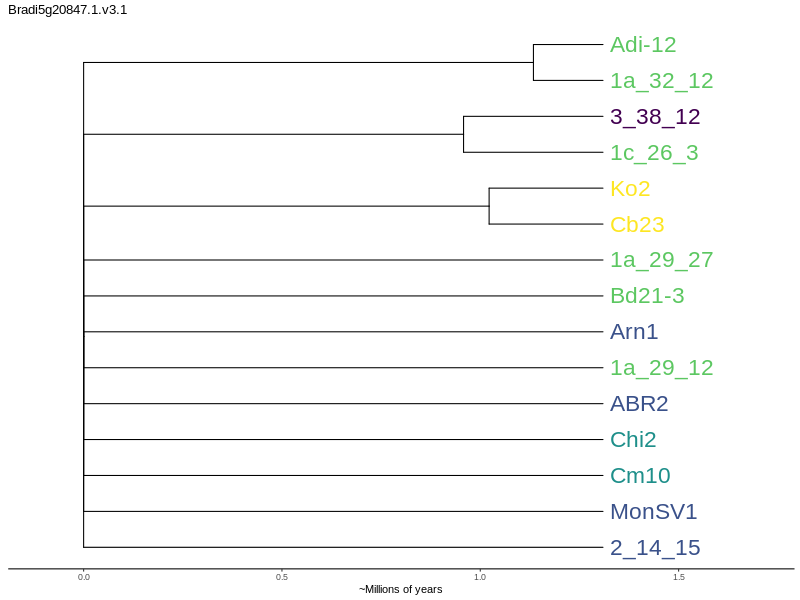 Bradi5g20847.1.v3.1
Adi-12
1a_32_12
3_38_12
1c_26_3
Ko2
Cb23
1a_29_27
Bd21-3
Arn1
1a_29_12
ABR2
Chi2
Cm10
MonSV1
2_14_15
0.0 0.5 1.0 1.5
~Millions of years